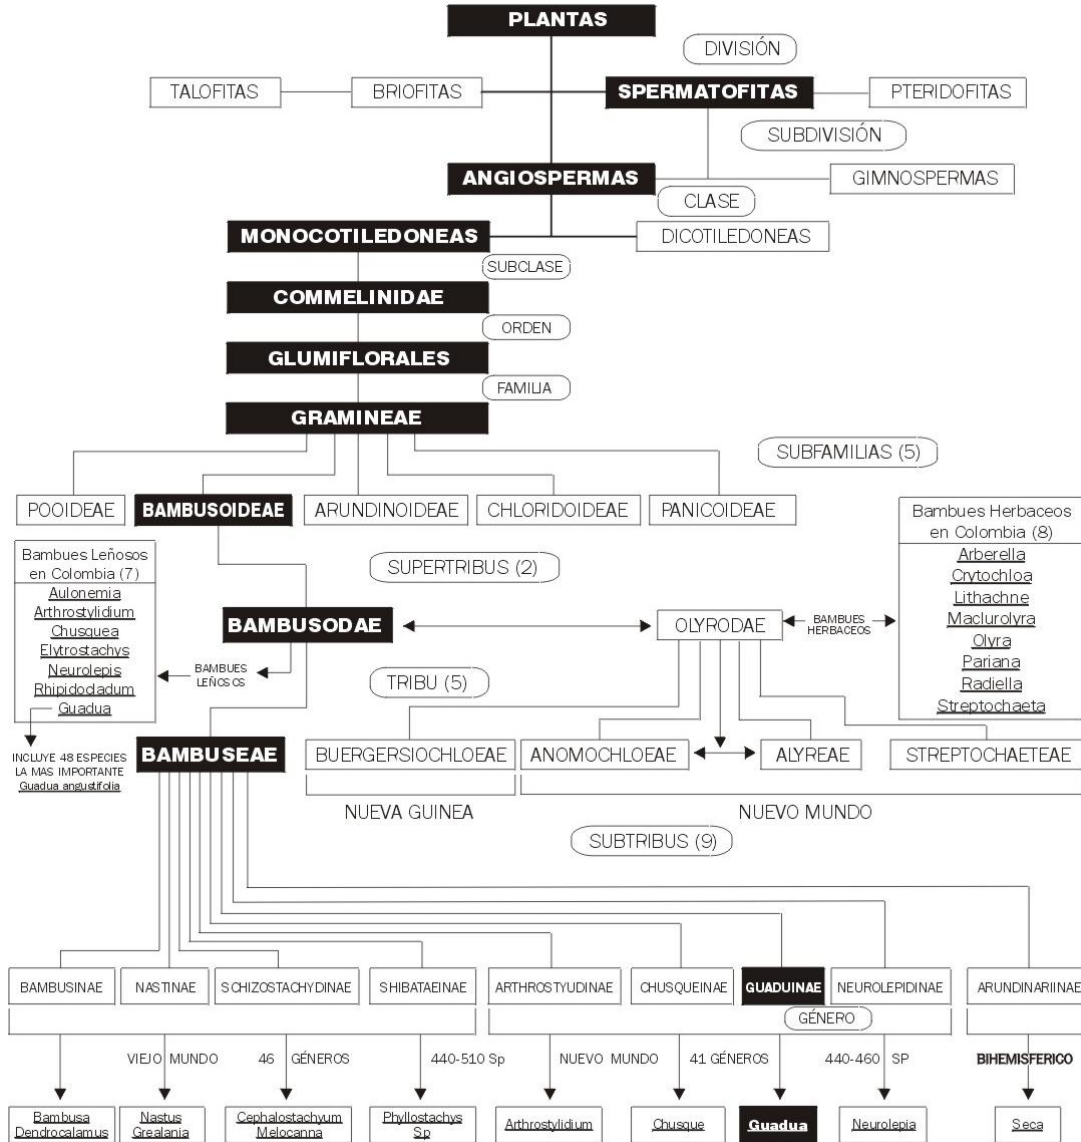 PLANTAS
DIVISIÓN
TALOFITAS
BRIOFITAS
SPERMATOFITAS
PTERIDOFITAS
SUBDIVISIÓN
ANGIOSPERMAS
GIMNOSPERMAS
CLASE
MONOCOTILEDONEAS
DICOTILEDONEAS
SUBCLASE
COMMELINIDAE
ORDEN
GLUMIFLORALES
FAMILIA
GRAMINEAE
SUBFAMILIAS (5)
POOIDEAE
BAMBUSOIDEAE
ARUNDINOIDEAE
CHLORIDOIDEAE
PANICOIDEAE
Bambues Herbaceos
en Colombia (8)
Arberella
Crytochloa
Lithachne
Maclurolyra
Olyra
Pariana
Radiella
Streptochaeta
Bambues Leñosos
en Colombia (7)
Aulonemia
Arthrostylidium
Chusquea
Elytrostachys
Neurolepis
Rhipidocladum
Guadua
SUPERTRIBUS (2)
BAMBUSODAE
OLYRODAE
BAMBUES
HERBACEOS
BAMBUES
LEÑOSOS
TRIBU (5)
INCLUYE 48 ESPECIES
LA MAS IMPORTANTE
Guadua angustifolia
BAMBUSEAE
BUERGERSIOCHLOEAE
ANOMOCHLOEAE
ALYREAE
STREPTOCHAETEAE
NUEVA GUINEA
NUEVO MUNDO
SUBTRIBUS (9)
BAMBUSINAE
NASTINAE
SCHIZOSTACHYDINAE
SHIBATAEINAE
ARTHROSTYUDINAE
CHUSQUEINAE
GUADUINAE
NEUROLEPIDINAE
ARUNDINARIINAE
GÉNERO
VIEJO MUNDO
46 GÉNEROS
440-510 Sp
NUEVO MUNDO
41 GÉNEROS
440-460 SP
BIHEMISFERICO
Bambusa
Dendrocalamus
Nastus
Grealania
Cephalostachyum
Melocanna
Phyllostachys
Sp
Arthrostylidium
Chusque
Guadua
Neurolepia
Seca